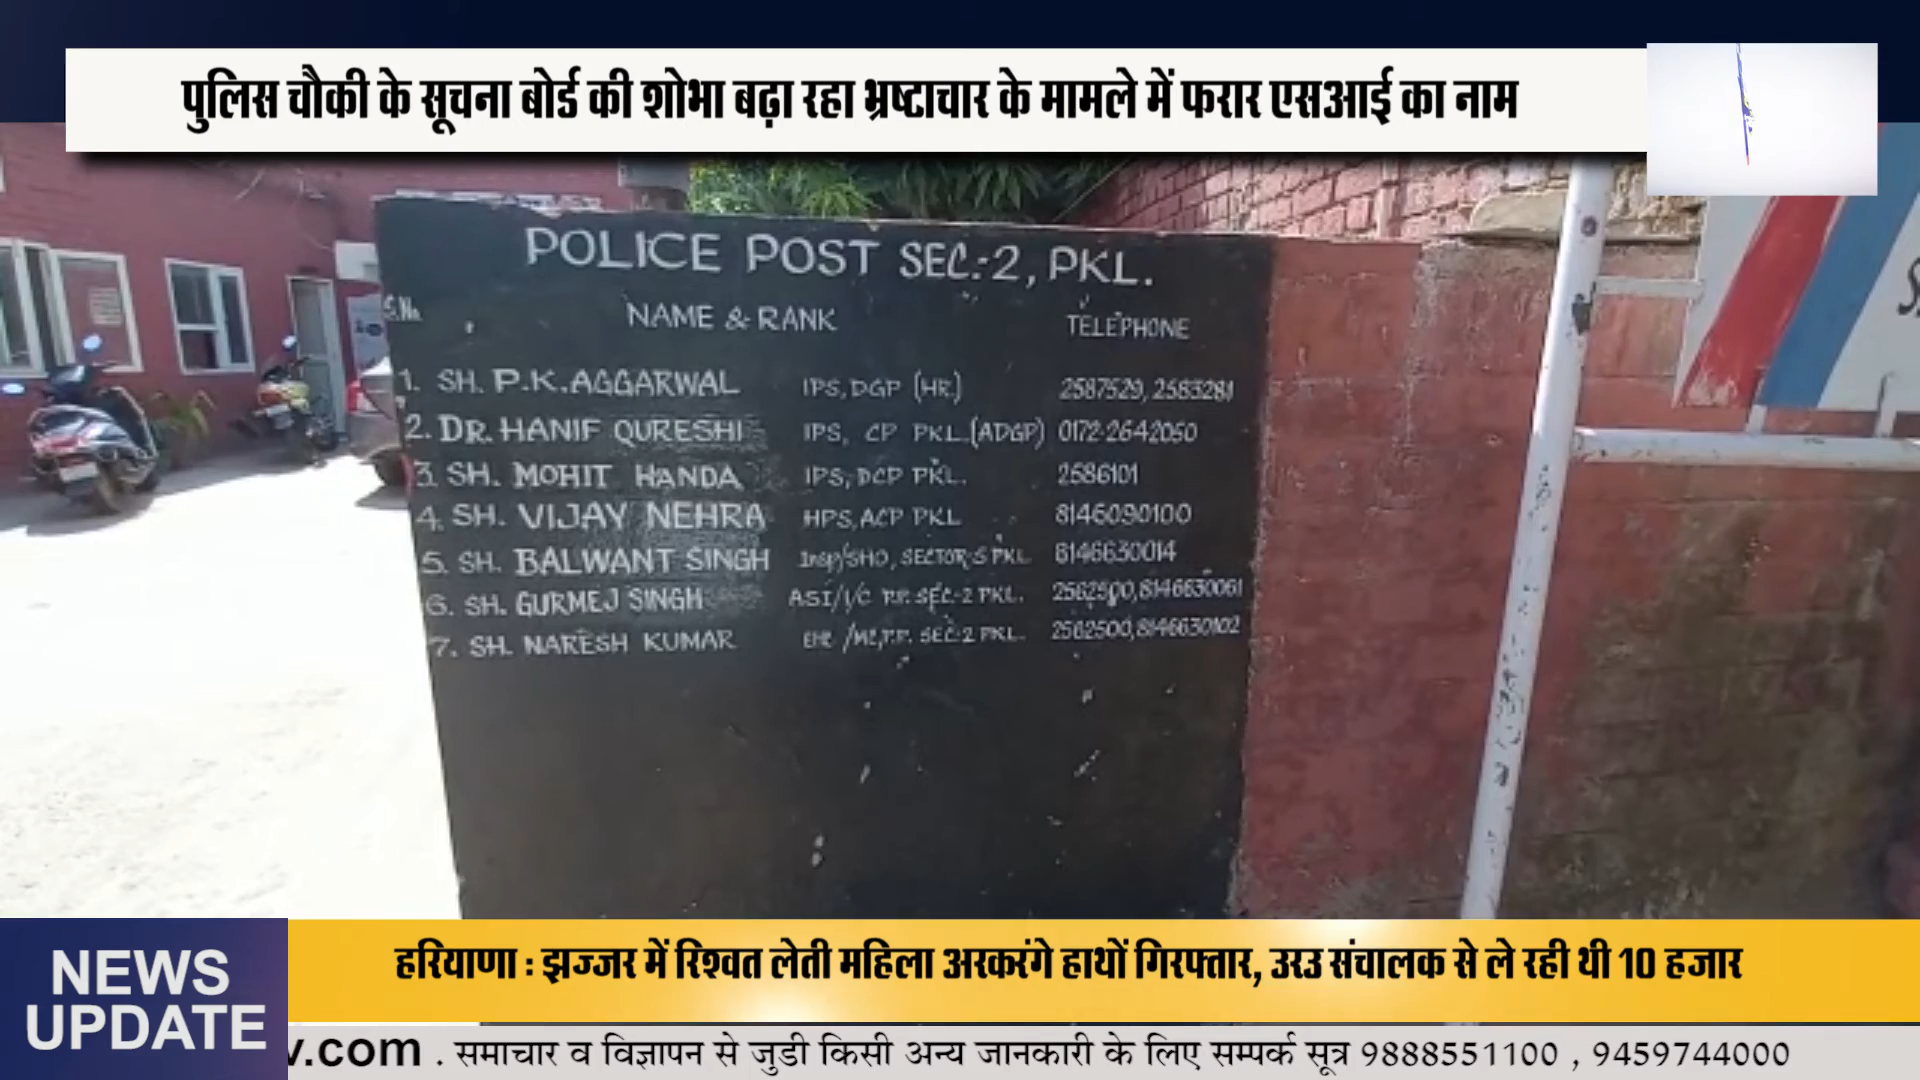 पुलिस चौकी के सूचना बोर्ड की शोभा बढ़ा रहा भ्रष्टाचार के मामले में फरार एसआई का नाम
POLICE POST SEC.:2, PKL.
S.No. NAME & RANK TELEPHONE
1. SH. P.K. AGGARWAL IPS, DGP (HR) 2587529, 2583281
2. DR. HANIF QURESHI IPS, CP PKL.(ADGP) 0172-2642050
3. SH. MOHIT HANDA IPS, DCP PKL. 2586101
4. SH. VIJAY NEHRA HPS, ACP PKL 8146090100
5. SH. BALWANT SINGH Insp/SHO, SECTOR-5 PKL 8146630014
6. SH. GURMEJ SINGH ASI/I/C P.P. SEC-2 PKL. 2562500, 8146630061
7. SH. NARESH KUMAR SEC-2 PKL. 2562500, 8146630102
हरियाणा : झज्जर में रिश्वत लेती महिला अरकरंगे हाथों गिरफ्तार, उरउ संचालक से ले रही थी 10 हजार
NEWS UPDATE
v.com . समाचार व विज्ञापन से जुडी किसी अन्य जानकारी के लिए सम्पर्क सूत्र 9888551100 , 9459744000